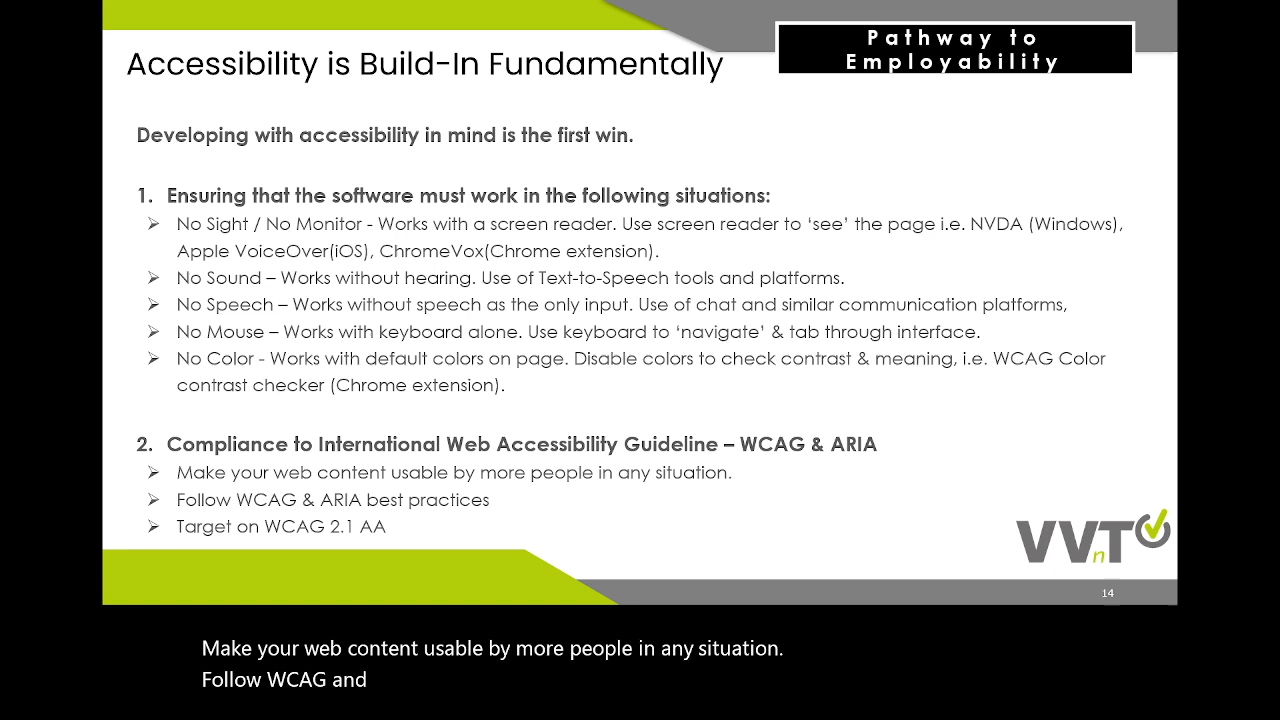 Pathway to
Employability
Accessibility is Build-In Fundamentally
Developing with accessibility in mind is the first win.
1. Ensuring that the software must work in the following situations:
➢ No Sight / No Monitor - Works with a screen reader. Use screen reader to ‘see’ the page i.e. NVDA (Windows),
Apple VoiceOver(iOS), ChromeVox(Chrome extension).
➢ No Sound – Works without hearing. Use of Text-to-Speech tools and platforms.
➢ No Speech – Works without speech as the only input. Use of chat and similar communication platforms,
➢ No Mouse – Works with keyboard alone. Use keyboard to ‘navigate’ & tab through interface.
➢ No Color - Works with default colors on page. Disable colors to check contrast & meaning, i.e. WCAG Color
contrast checker (Chrome extension).
2. Compliance to International Web Accessibility Guideline – WCAG & ARIA
➢ Make your web content usable by more people in any situation.
➢ Follow WCAG & ARIA best practices
➢ Target on WCAG 2.1 AA
VVnT
14
Make your web content usable by more people in any situation.
Follow WCAG and